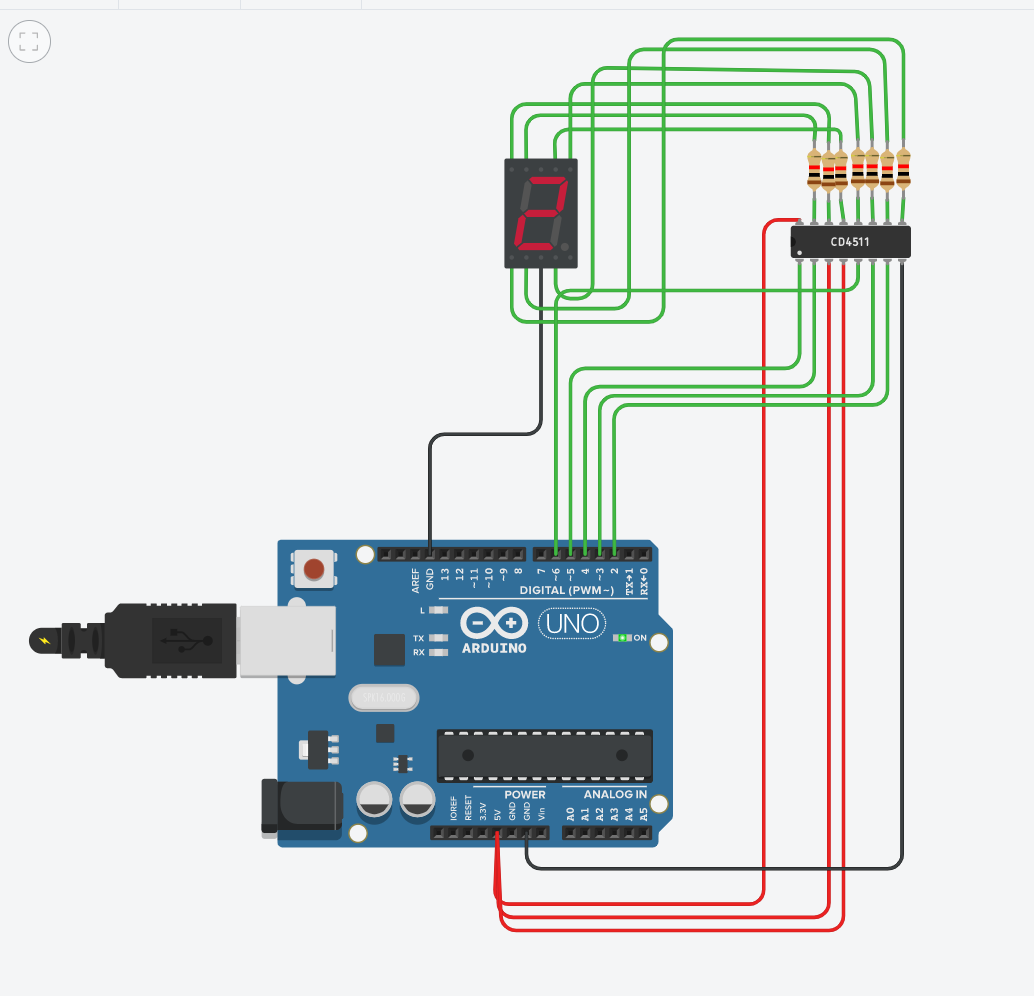 CD4511
AREF
GND
13
12
~11
~10
~9
8
7
~6
~5
4
~3
2
TX→1
RX←0
DIGITAL (PWM~)
L
TX
RX
ARDUINO
UNO
ON
POWER
ANALOG IN
IOREF
RESET
3.3V
5V
GND
GND
Vin
A0
A1
A2
A3
A4
A5